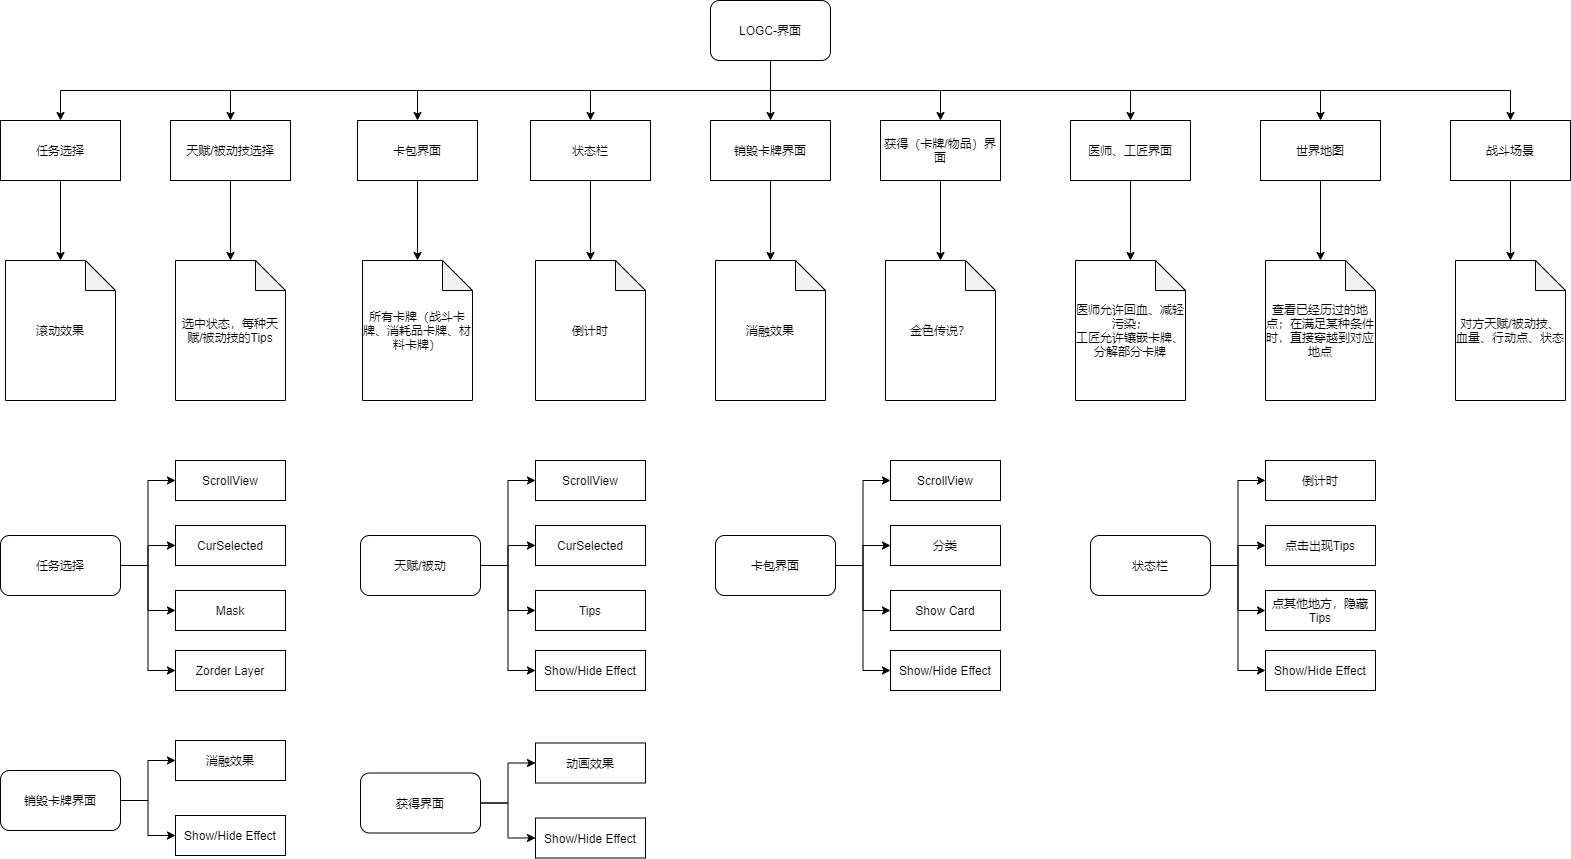 LOGC-界面
任务选择
天赋/被动技选择
卡包界面
状态栏
销毁卡牌界面
获得（卡牌/物品）界
面
医师、工匠界面
世界地图
战斗场景
滚动效果
选中状态，每种天
赋/被动技的Tips
所有卡牌（战斗卡
牌、消耗品卡牌、材
料卡牌）
倒计时
消融效果
金色传说？
医师允许回血、减轻
污染；
工匠允许镶嵌卡牌、
分解部分卡牌
查看已经历过的地
点；在满足某种条件
时，直接穿越到对应
地点
对方天赋/被动技、
血量、行动点、状态
任务选择
ScrollView
CurSelected
Mask
Zorder Layer
天赋/被动
ScrollView
CurSelected
Tips
Show/Hide Effect
卡包界面
ScrollView
分类
Show Card
Show/Hide Effect
状态栏
倒计时
点击出现Tips
点其他地方，隐藏
Tips
Show/Hide Effect
销毁卡牌界面
消融效果
Show/Hide Effect
获得界面
动画效果
Show/Hide Effect